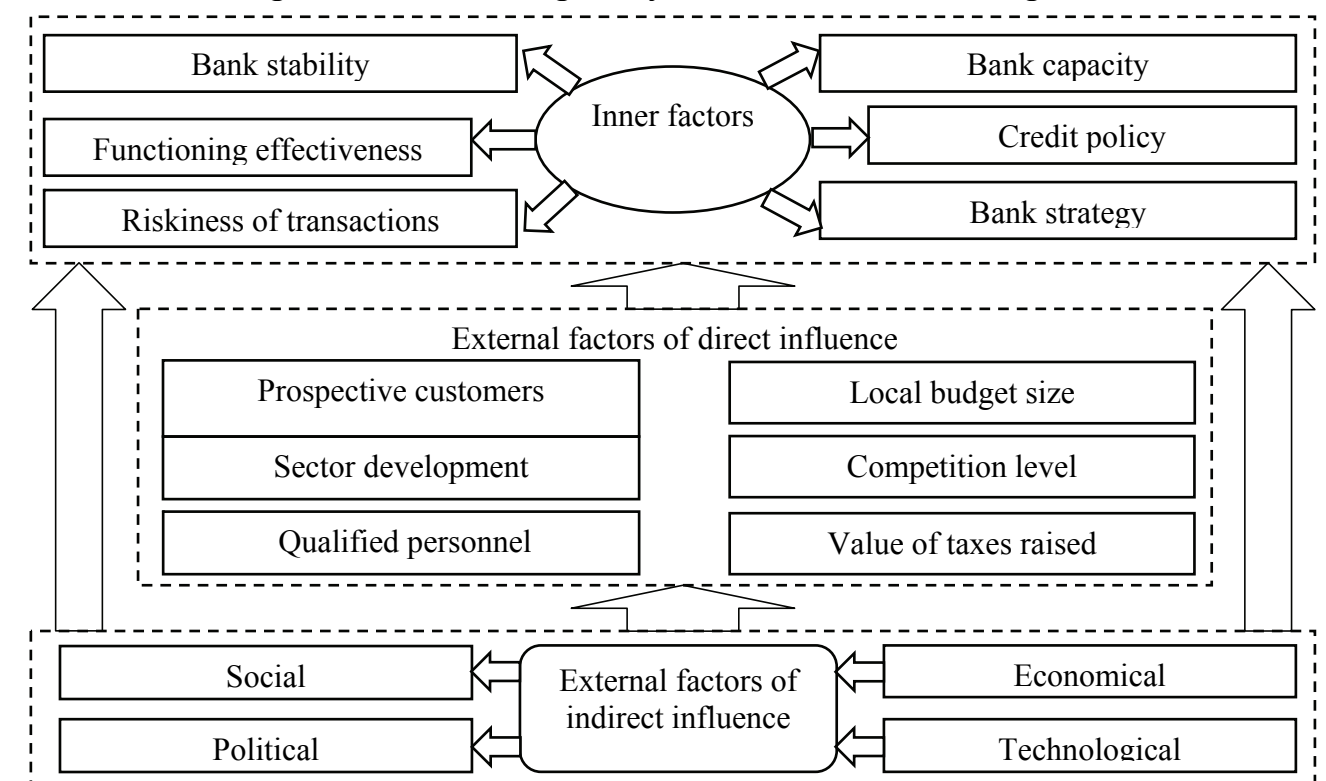 Bank stability
Bank capacity
Inner factors
Functioning effectiveness
Credit policy
Riskiness of transactions
Bank strategy
External factors of direct influence
Prospective customers
Local budget size
Sector development
Competition level
Qualified personnel
Value of taxes raised
Social
External factors of
indirect influence
Economical
Political
Technological